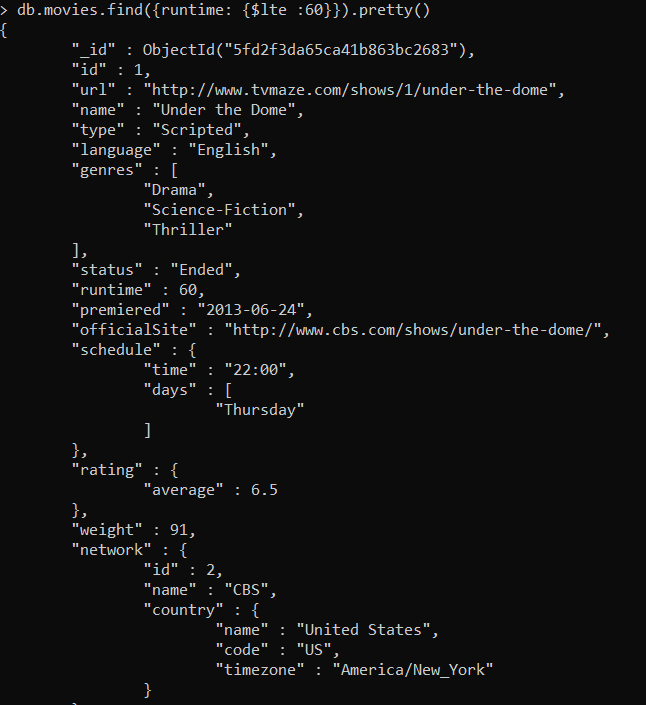 > db.movies.find({runtime: {$lte :60}}).pretty()
{
        "_id" : ObjectId("5fd2f3da65ca41b863bc2683"),
        "id" : 1,
        "url" : "http://www.tvmaze.com/shows/1/under-the-dome",
        "name" : "Under the Dome",
        "type" : "Scripted",
        "language" : "English",
        "genres" : [
                "Drama",
                "Science-Fiction",
                "Thriller"
        ],
        "status" : "Ended",
        "runtime" : 60,
        "premiered" : "2013-06-24",
        "officialSite" : "http://www.cbs.com/shows/under-the-dome/",
        "schedule" : {
                "time" : "22:00",
                "days" : [
                        "Thursday"
                ]
        },
        "rating" : {
                "average" : 6.5
        },
        "weight" : 91,
        "network" : {
                "id" : 2,
                "name" : "CBS",
                "country" : {
                        "name" : "United States",
                        "code" : "US",
                        "timezone" : "America/New_York"
                }